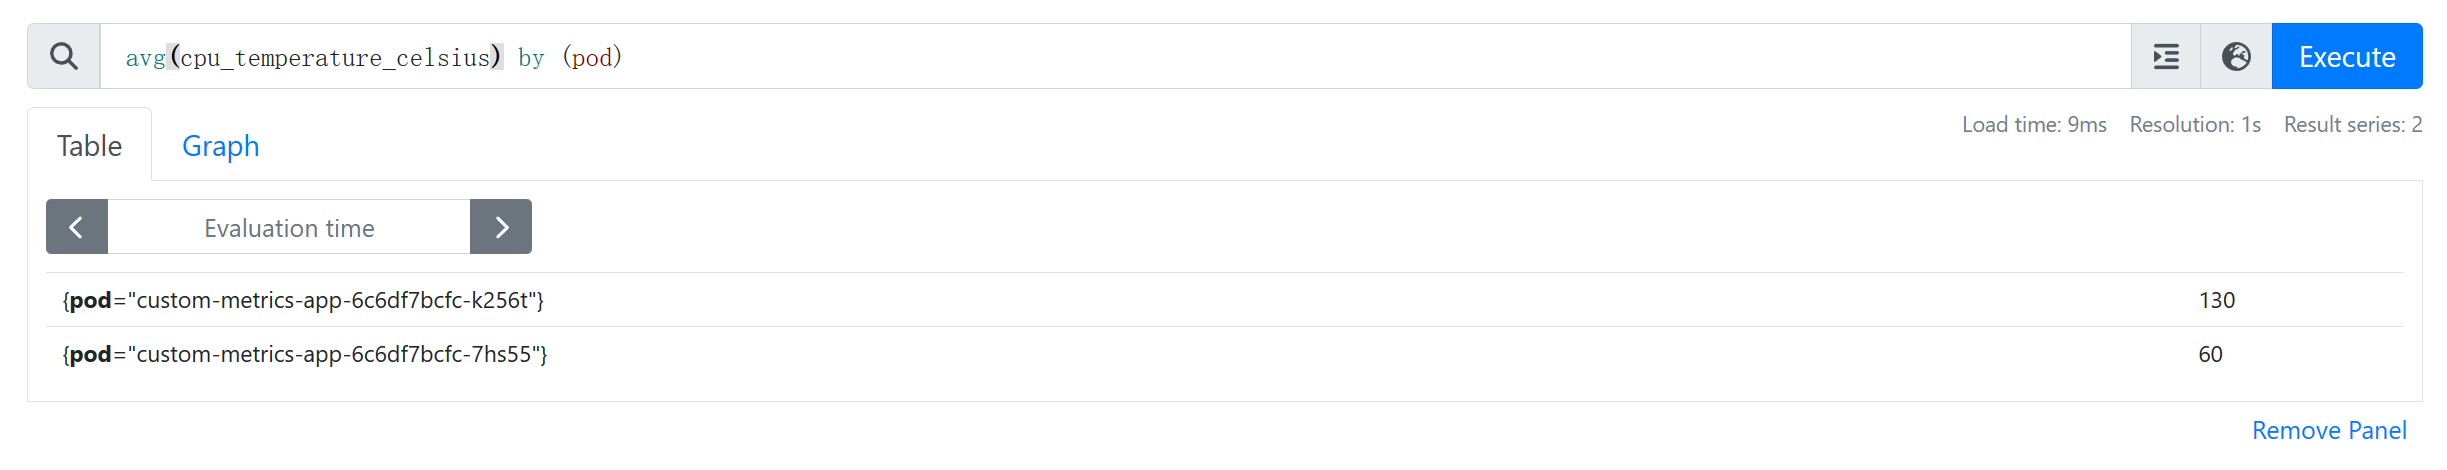 avg(cpu_temperature_celsius) by (pod)
Execute
Table
Graph
Load time: 9ms Resolution: 1s Result series: 2
Evaluation time
{pod="custom-metrics-app-6c6df7bcfc-k256t"} 130
{pod="custom-metrics-app-6c6df7bcfc-7hs55"} 60
Remove Panel